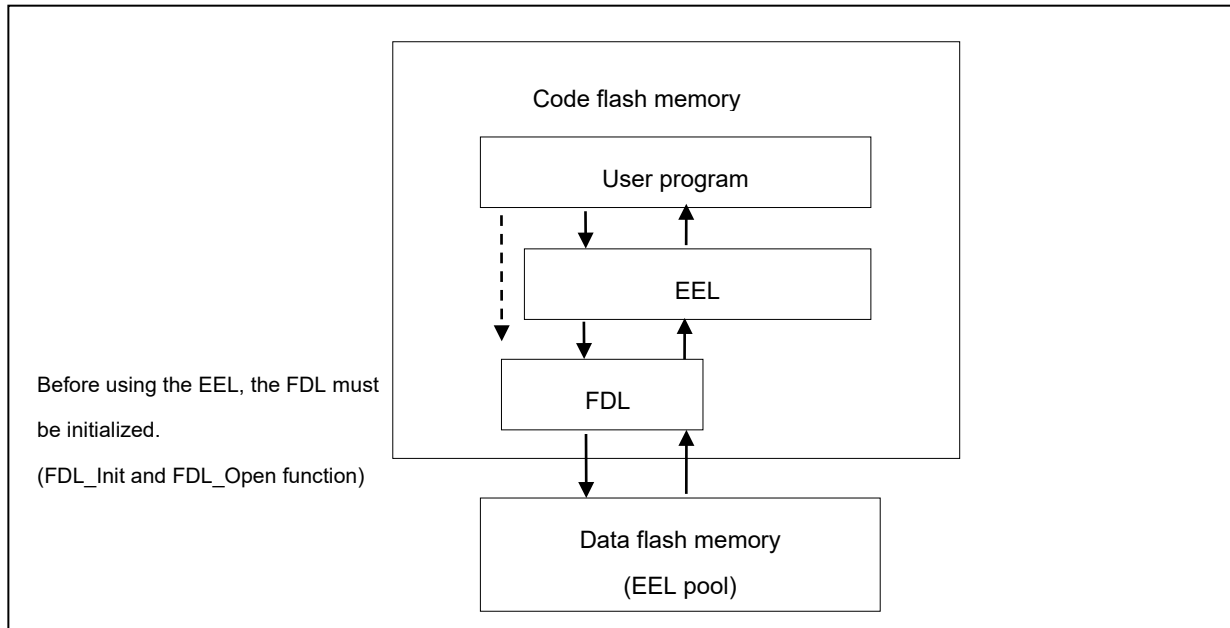 Code flash memory
User program
EEL
FDL
Before using the EEL, the FDL must
be initialized.
(FDL_Init and FDL_Open function)
Data flash memory
(EEL pool)